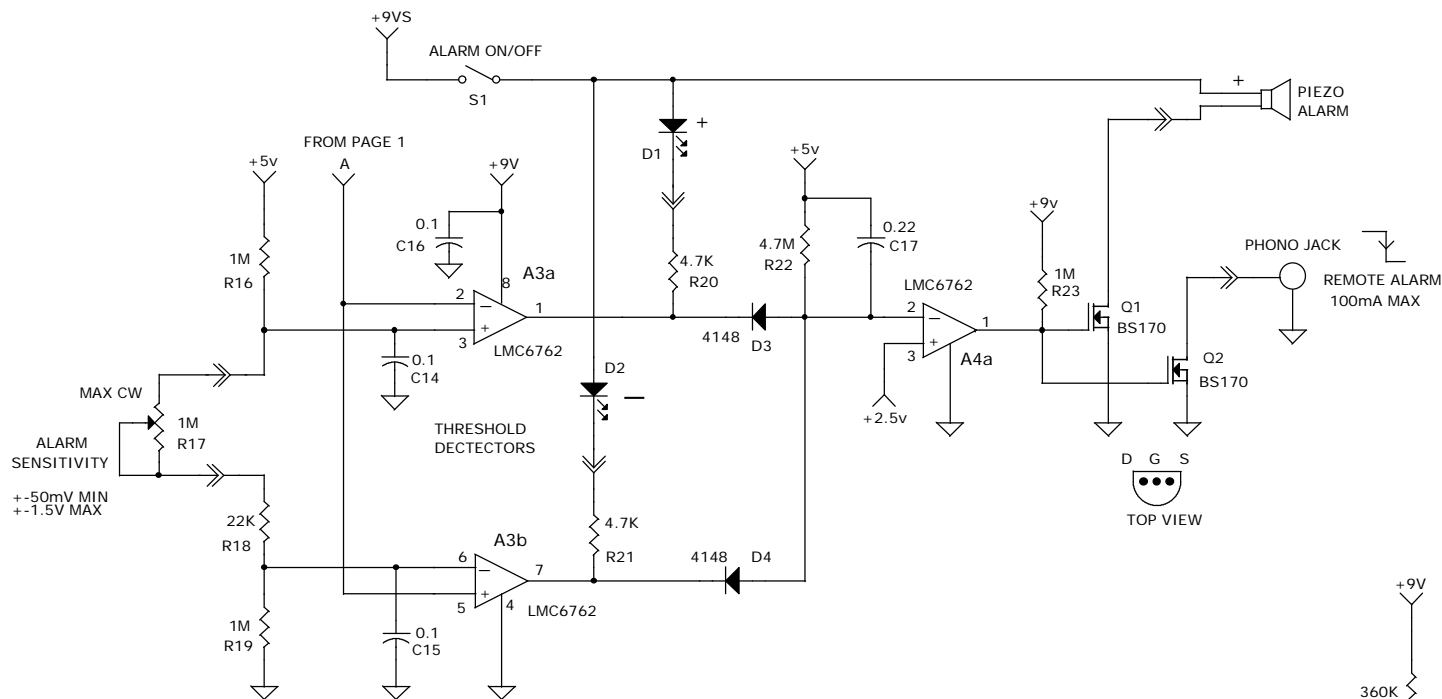 +9VS
ALARM ON/OFF
S1
+
PIEZO
ALARM
FROM PAGE 1
A
+5v
+9V
D1
+
+5v
0.1
C16
0.22
C17
+9v
1M
R16
A3a
8
4.7K
R20
4.7M
R22
PHONO JACK
REMOTE ALARM
100mA MAX
2
−
1
+
3
LMC6762
4148
D3
LMC6762
2
−
1
+
3
A4a
1M
R23
Q1
BS170
0.1
C14
D2
−
Q2
BS170
+2.5v
MAX CW
1M
R17
ALARM
SENSITIVITY
+-50mV MIN
+-1.5V MAX
THRESHOLD
DECTECTORS
D G S
TOP VIEW
22K
R18
4.7K
R21
A3b
6
−
7
+
5
4
LMC6762
4148
D4
1M
R19
0.1
C15
+9V
360K